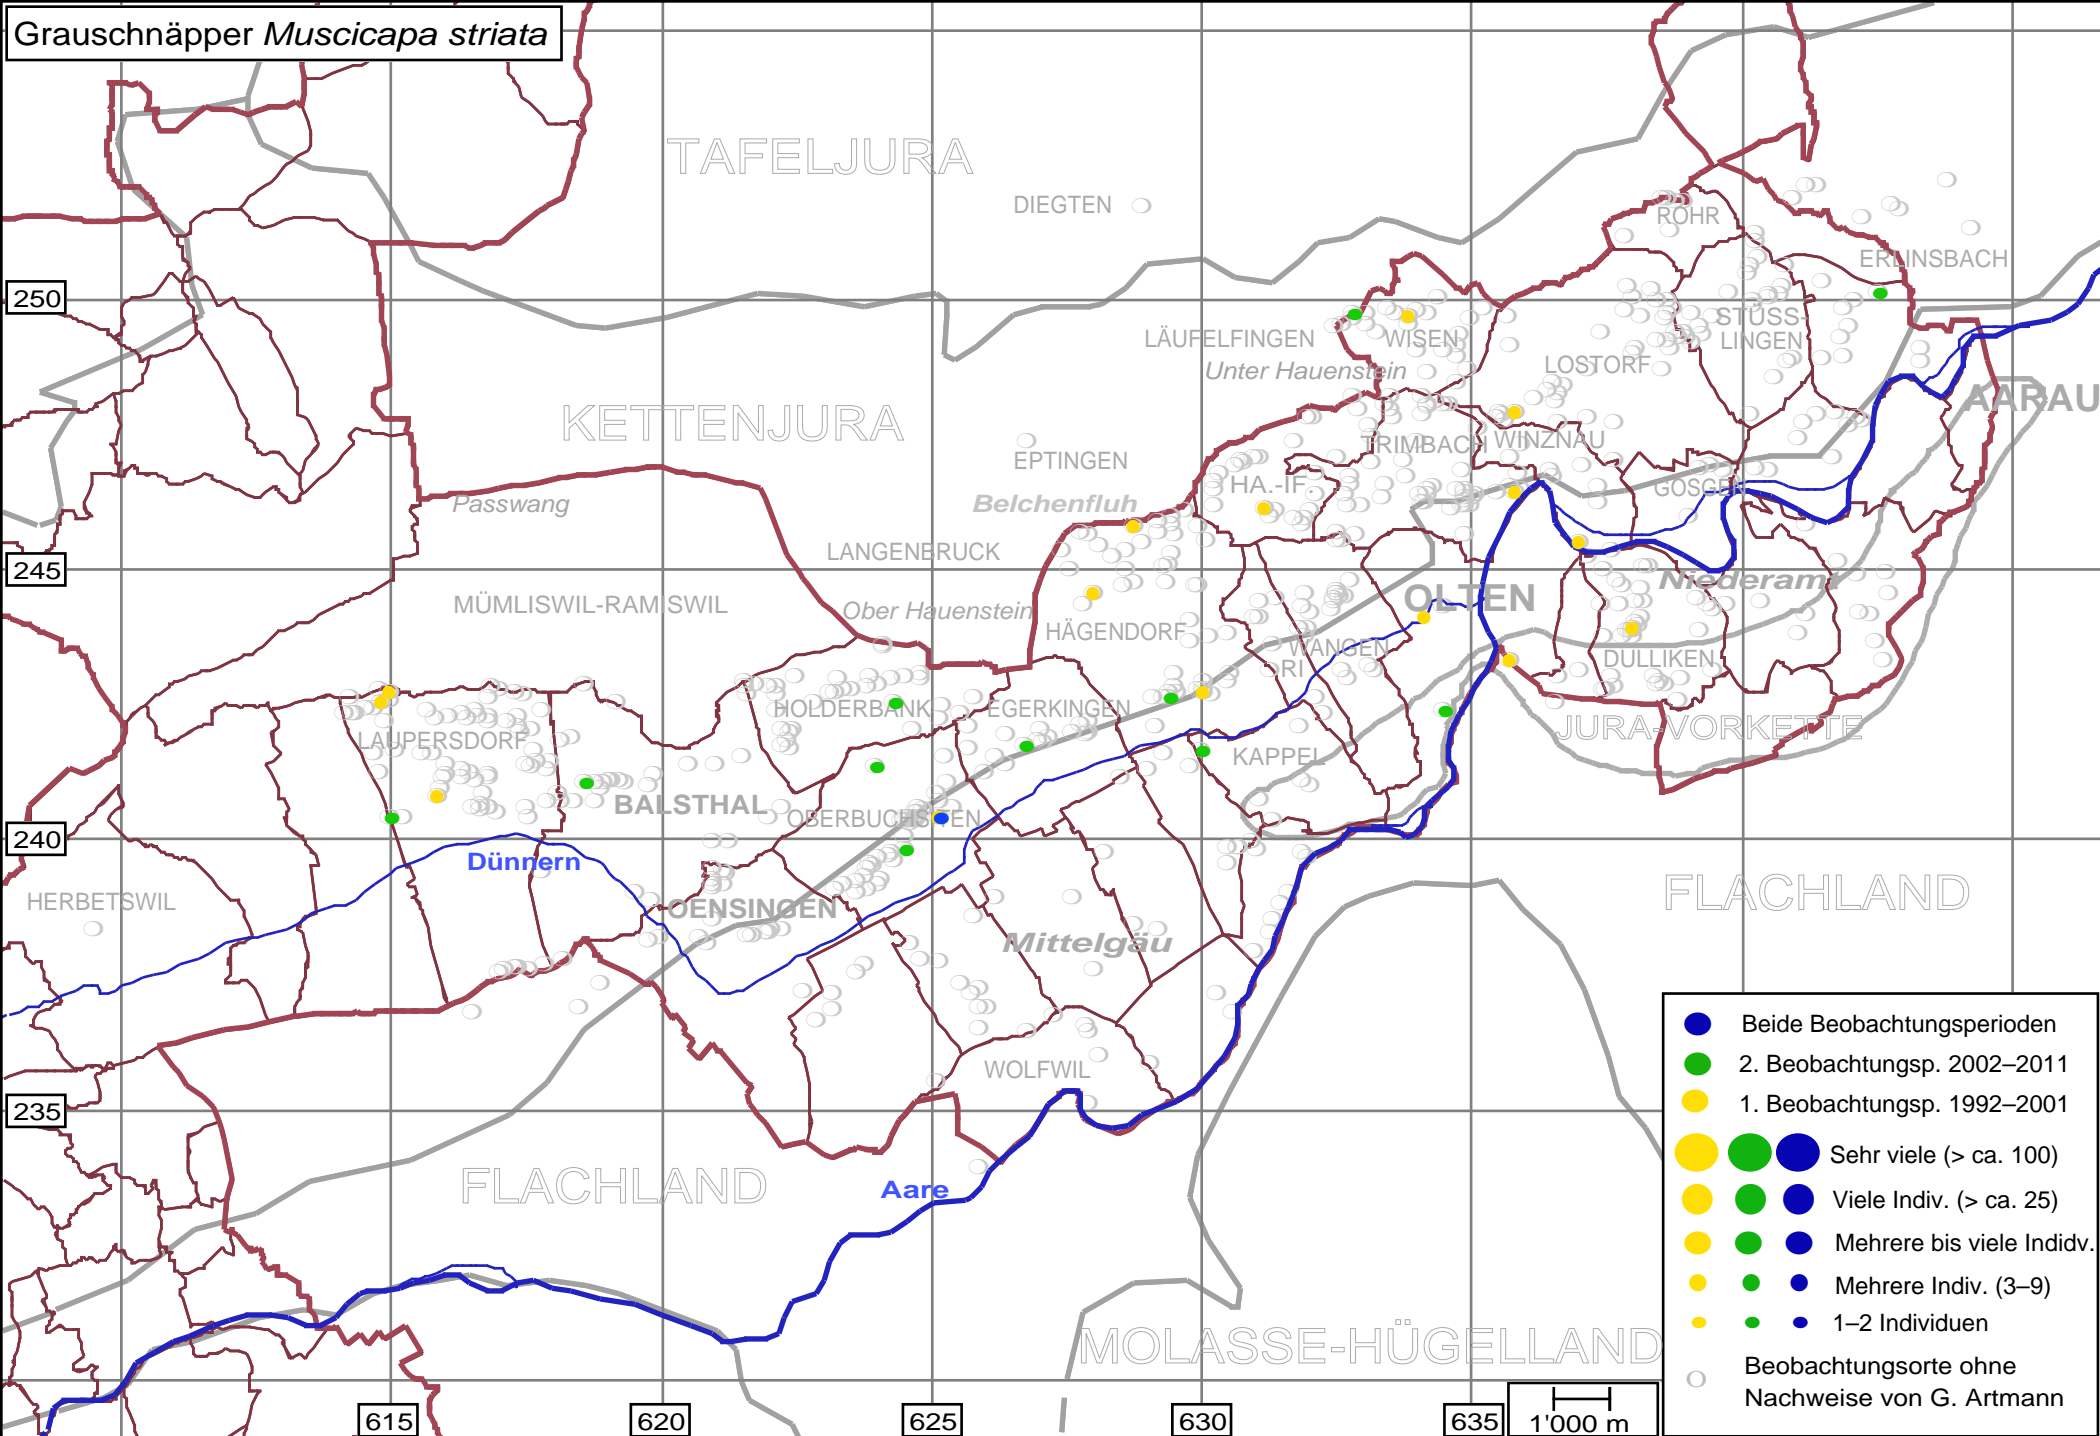 Grauschnäpper Muscicapa striata
TAFELJURA
DIEGTEN
ROHR
ERLINSBACH
250
LÄUFELFINGEN
WISEN
STÜSS-
LINGEN
Unter Hauenstein
LOSTORF
AARAU
KETTENJURA
EPTINGEN
TRIMBACH
WINZNAU
HA.-IF.
GÖSGEN
Passwang
Belchenfluh
LANGENBRUCK
245
Niederamt
MÜMLISWIL-RAMISWIL
Ober Hauenstein
OLTEN
HÄGENDORF
WANGEN
RI
DULLIKEN
HOLDERBANK
EGERKINGEN
JURA-VORKETTE
LAUPERSDORF
KAPPEL
BALSTHAL
OBERBUCHSITEN
240
Dünnern
HERBETSWIL
OENSINGEN
FLACHLAND
Mittelgäu
WOLFWIL
235
FLACHLAND
Aare
MOLASSE-HÜGELLAND
615
620
625
630
635
1'000 m
Beide Beobachtungsperioden
2. Beobachtungsp. 2002–2011
1. Beobachtungsp. 1992–2001
Sehr viele (> ca. 100)
Viele Indiv. (> ca. 25)
Mehrere bis viele Indidv.
Mehrere Indiv. (3–9)
1–2 Individuen
Beobachtungsorte ohne
Nachweise von G. Artmann